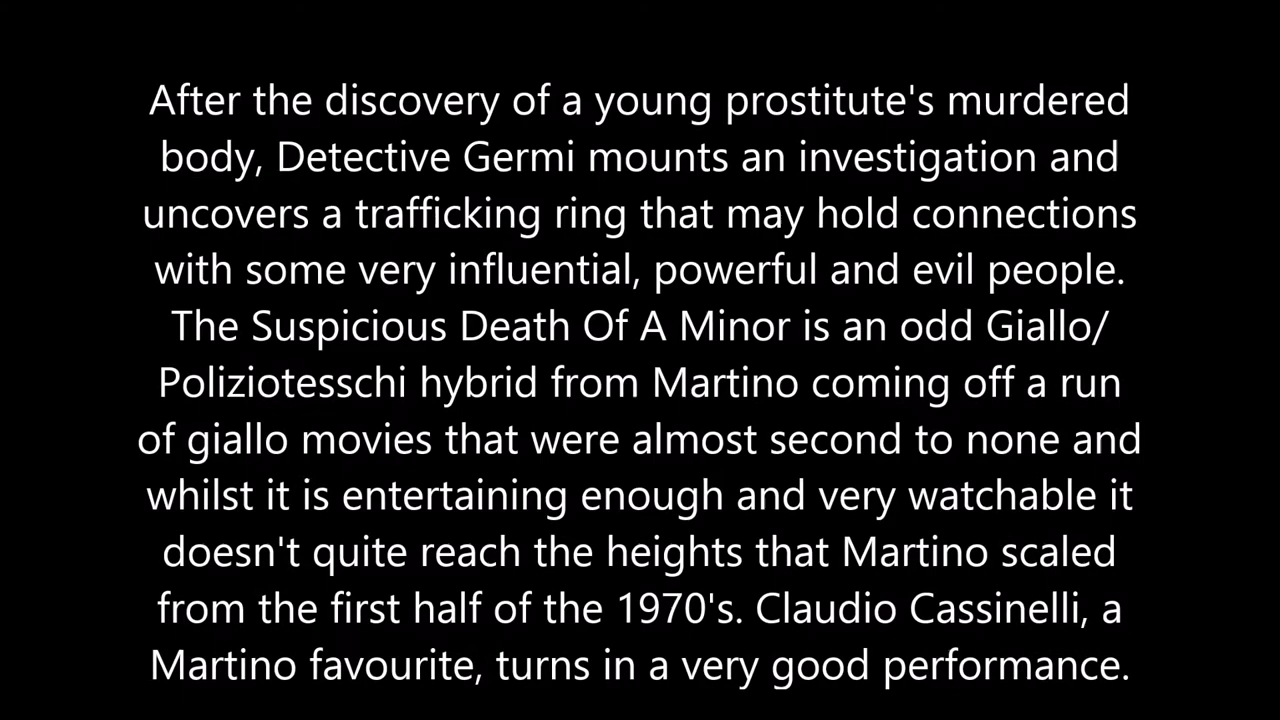 After the discovery of a young prostitute's murdered
body, Detective Germi mounts an investigation and
uncovers a trafficking ring that may hold connections
with some very influential, powerful and evil people.
The Suspicious Death Of A Minor is an odd Giallo/
Poliziotesschi hybrid from Martino coming off a run
of giallo movies that were almost second to none and
whilst it is entertaining enough and very watchable it
doesn't quite reach the heights that Martino scaled
from the first half of the 1970's. Claudio Cassinelli, a
Martino favourite, turns in a very good performance.